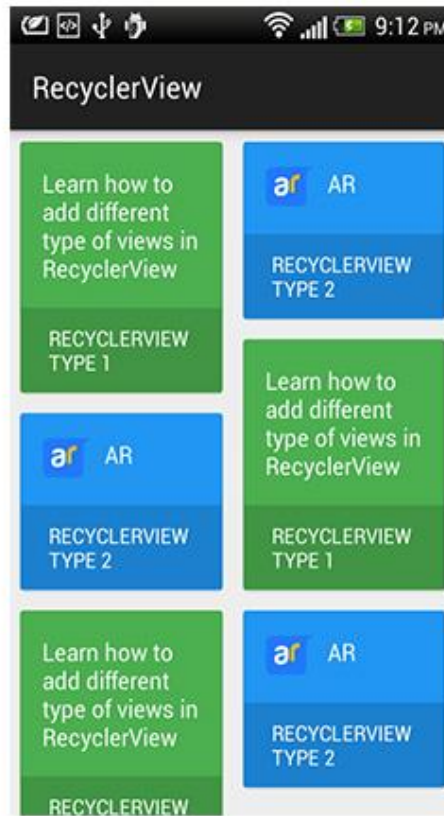 9:12 PM
RecyclerView
Learn how to
add different
type of views in
RecyclerView
RECYCLERVIEW
TYPE 1
ar AR
RECYCLERVIEW
TYPE 2
ar AR
RECYCLERVIEW
TYPE 2
Learn how to
add different
type of views in
RecyclerView
RECYCLERVIEW
TYPE 1
Learn how to
add different
type of views in
RecyclerView
RECYCLERVIEW
ar AR
RECYCLERVIEW
TYPE 2